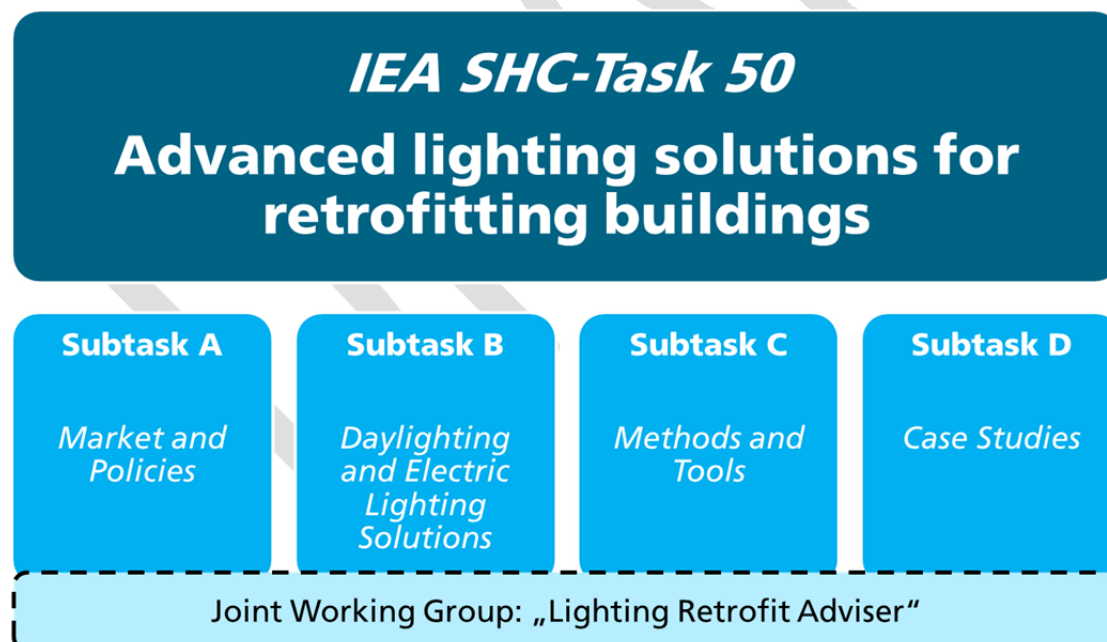 IEA SHC-Task 50
Advanced lighting solutions for
retrofitting buildings
Subtask A
Market and
Policies
Subtask B
Daylighting
and Electric
Lighting
Solutions
Subtask C
Methods and
Tools
Subtask D
Case Studies
Joint Working Group: „Lighting Retrofit Adviser“